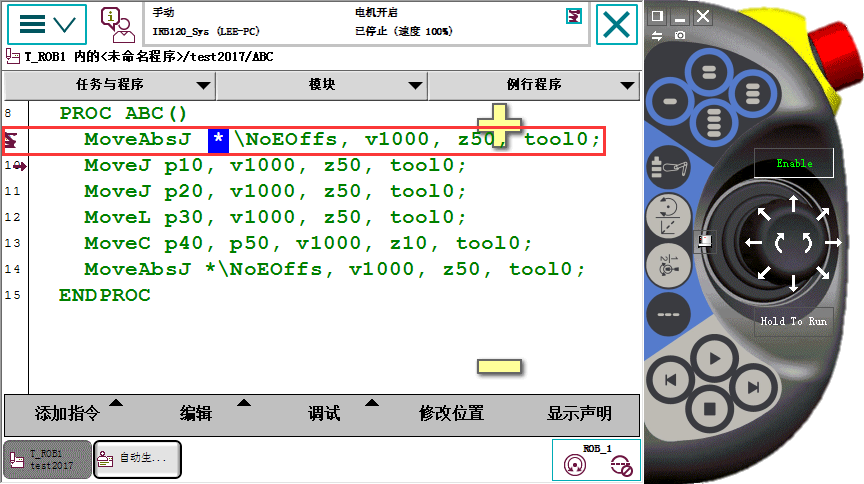 手动
IRB120_Sys (LEE-PC)
电机开启
已停止 (速度 100%)
T_ROB1 内的<未命名程序>/test2017/ABC
任务与程序
模块
例行程序
8 PROC ABC()
MoveAbsJ *\NoEOffs, v1000, z50, tool0;
10 MoveJ p10, v1000, z50, tool0;
11 MoveJ p20, v1000, z50, tool0;
12 MoveL p30, v1000, z50, tool0;
13 MoveC p40, p50, v1000, z10, tool0;
14 MoveAbsJ *\NoEOffs, v1000, z50, tool0;
15 ENDPROC
添加指令 编辑 调试 修改位置 显示声明
T_ROB1
test2017
自动生...
ROB_1
Enable
Hold To Run